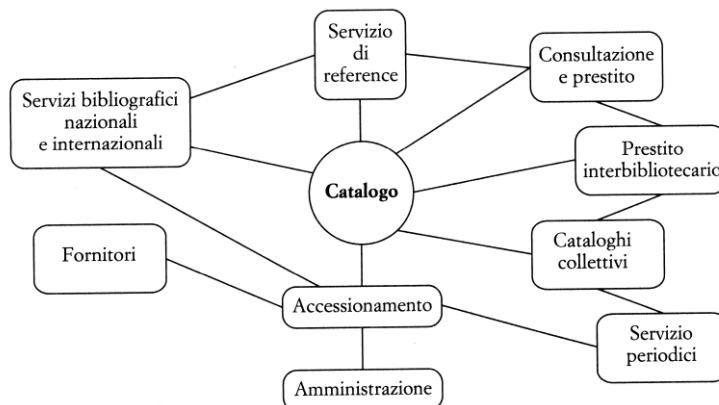 Servizio
di
reference
Consultazione
e prestito
Servizi bibliografici
nazionali
e internazionali
Prestito
interbibliotecario
Catalogo
Fornitori
Cataloghi
collettivi
Accessionamento
Servizio
periodici
Amministrazione